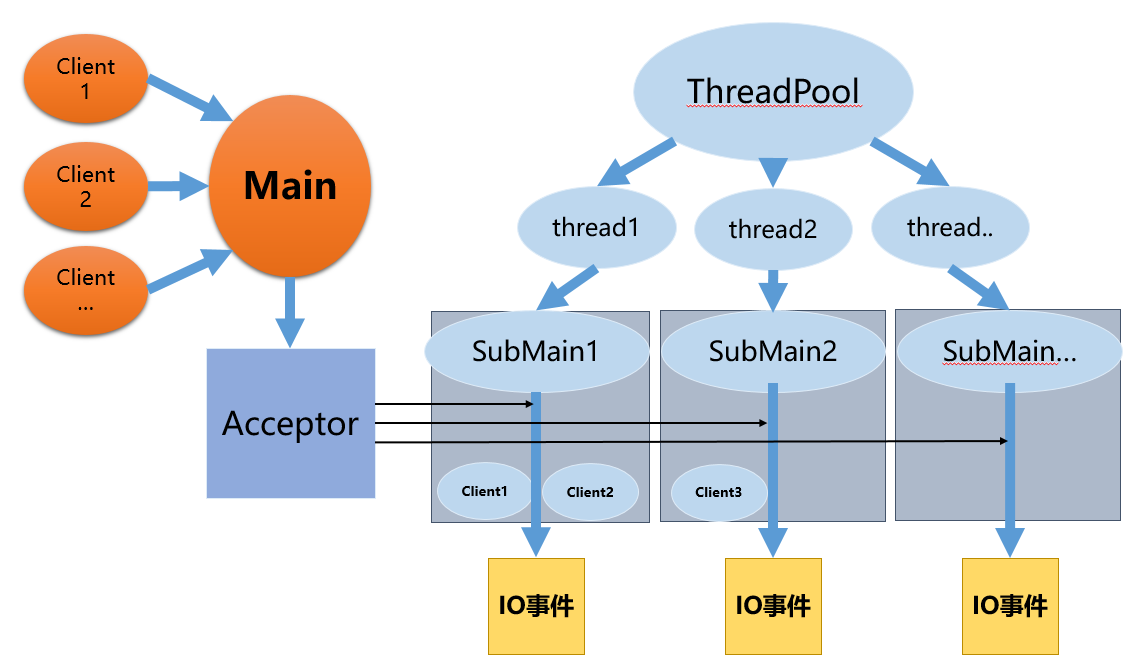 Client
1
Client
2
Client
...
Main
Acceptor
ThreadPool
thread1
thread2
thread..
SubMain1
SubMain2
SubMain...
Client1
Client2
Client3
IO事件
IO事件
IO事件